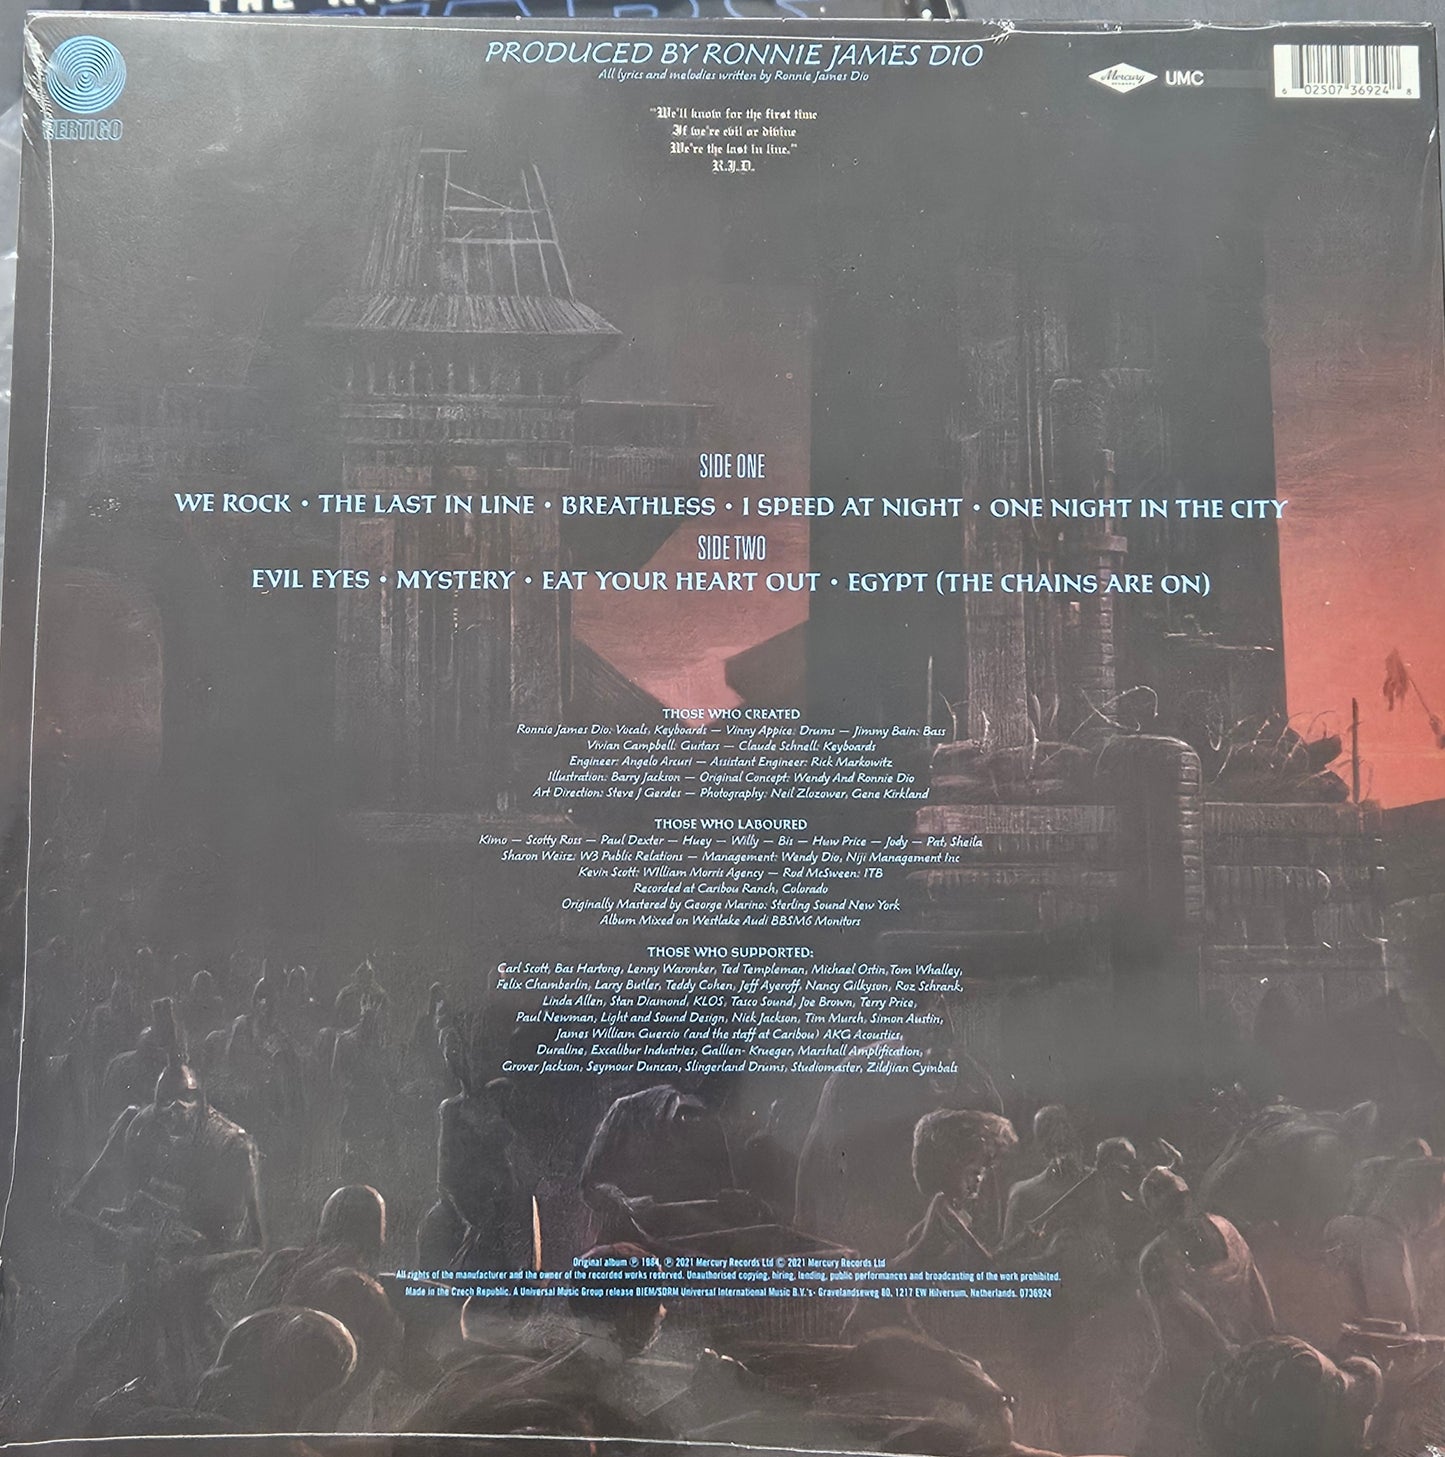 VERTIGO
PRODUCED BY RONNIE JAMES DIO
All lyrics and melodies written by Ronnie James Dio
Mercury
RECORDS
UMC
6 02507 36924 8
"We'll know for the first time
If we're evil or divine
We're the last in line."
R.J.D.
SIDE ONE
WE ROCK • THE LAST IN LINE • BREATHLESS • I SPEED AT NIGHT • ONE NIGHT IN THE CITY
SIDE TWO
EVIL EYES • MYSTERY • EAT YOUR HEART OUT • EGYPT (THE CHAINS ARE ON)
THOSE WHO CREATED
Ronnie James Dio: Vocals, Keyboards — Vinny Appice: Drums — Jimmy Bain: Bass
Vivian Campbell: Guitars — Claude Schnell: Keyboards
Engineer: Angelo Arcuri — Assistant Engineer: Rick Markowitz
Illustration: Barry Jackson — Original Concept: Wendy And Ronnie Dio
Art Direction: Steve J Gerdes — Photography: Neil Zlozower, Gene Kirkland
THOSE WHO LABOURED
Kimo — Scotty Ross — Paul Dexter — Huey — Willy — Bis — Huw Price — Jody — Pat, Sheila
Sharon Weisz: W3 Public Relations — Management: Wendy Dio, Niji Management Inc
Kevin Scott: William Morris Agency — Rod McSween: ITB
Recorded at Caribou Ranch, Colorado
Originally Mastered by George Marino: Sterling Sound New York
Album Mixed on Westlake Audi BBSM6 Monitors
THOSE WHO SUPPORTED:
Carl Scott, Bas Hartong, Lenny Waronker, Ted Templeman, Michael Ostin, Tom Whalley,
Felix Chamberlin, Larry Butler, Teddy Cohen, Jeff Ayeroff, Nancy Gilkyson, Roz Schrank,
Linda Allen, Stan Diamond, KLOS, Tasco Sound, Joe Brown, Terry Price,
Paul Newman, Light and Sound Design, Nick Jackson, Tim Murch, Simon Austin,
James William Guercio (and the staff at Caribou) AKG Acoustics,
Duraline, Excalibur Industries, Gallien- Krueger, Marshall Amplification,
Grover Jackson, Seymour Duncan, Slingerland Drums, Studiomaster, Zildjian Cymbals
Original album ℗ 1984, ℗ 2021 Mercury Records Ltd © 2021 Mercury Records Ltd
All rights of the manufacturer and the owner of the recorded works reserved. Unauthorised copying, hiring, lending, public performances and broadcasting of the work prohibited.
Made in the Czech Republic. A Universal Music Group release BIEM/SDRM Universal International Music B.V.'s- Gravelandseweg 80, 1217 EW Hilversum, Netherlands. 0736924